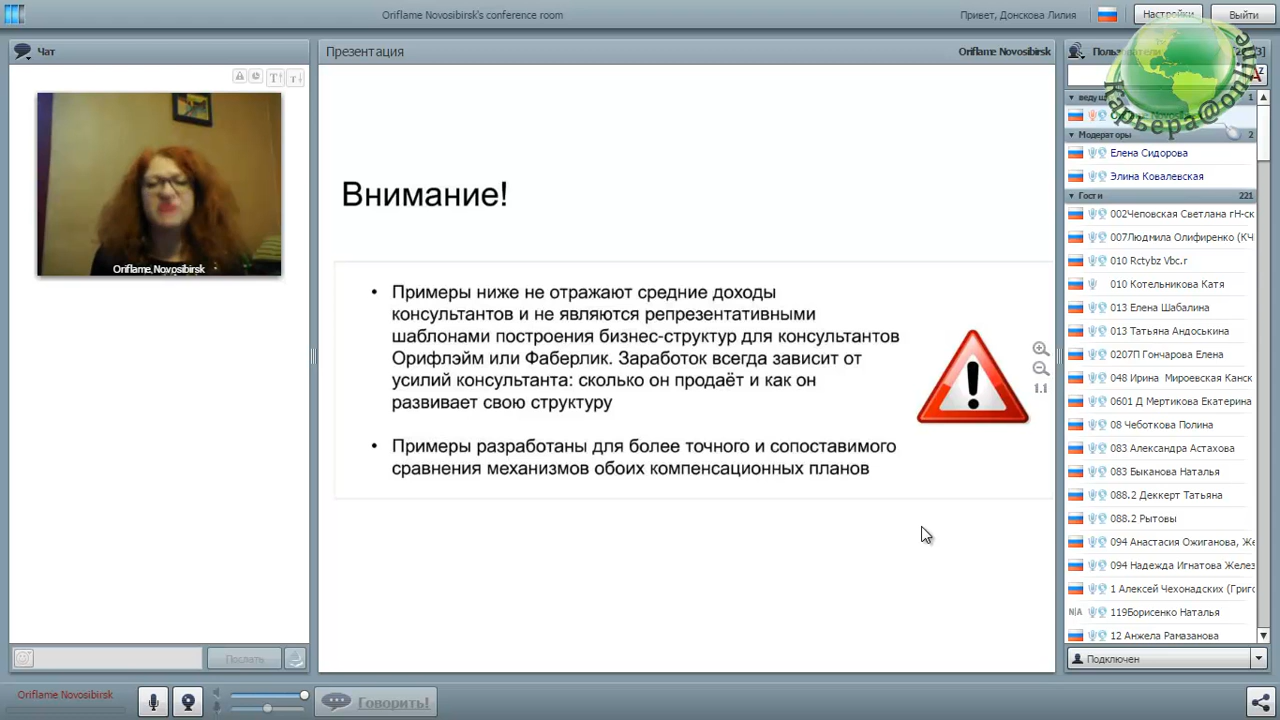 Oriflame Novosibirsk's conference room
Привет, Донскова Лилия
Настройки
Выйти
Чат
Oriflame,Novosibirsk
Послать
Презентация
Oriflame Novosibirsk
Внимание!
• Примеры ниже не отражают средние доходы
консультантов и не являются репрезентативными
шаблонами построения бизнес-структур для консультантов
Орифлэйм или Фаберлик. Заработок всегда зависит от
усилий консультанта: сколько он продаёт и как он
развивает свою структуру
• Примеры разработаны для более точного и сопоставимого
сравнения механизмов обоих компенсационных планов
1.1
Карьера@online
Модераторы 2
Елена Сидорова
Элина Ковалевская
Гости 221
002Чеповская Светлана гН-ск
007Людмила Олифиренко (КЧ
010 Rctybz Vbc.r
010 Котельникова Катя
013 Елена Шабалина
013 Татьяна Андоськина
0207П Гончарова Елена
048 Ирина Мироевская Канск
0601 Д Мертикова Екатерина
08 Чеботкова Полина
083 Александра Астахова
083 Быканова Наталья
088.2 Деккерт Татьяна
088.2 Рытовы
094 Анастасия Ожиганова, Же
094 Надежда Игнатова Желез
1 Алексей Чехонадских (Григо
N/A 119Борисенко Наталья
12 Анжела Рамазанова
Подключен
Oriflame Novosibirsk
Говорить!